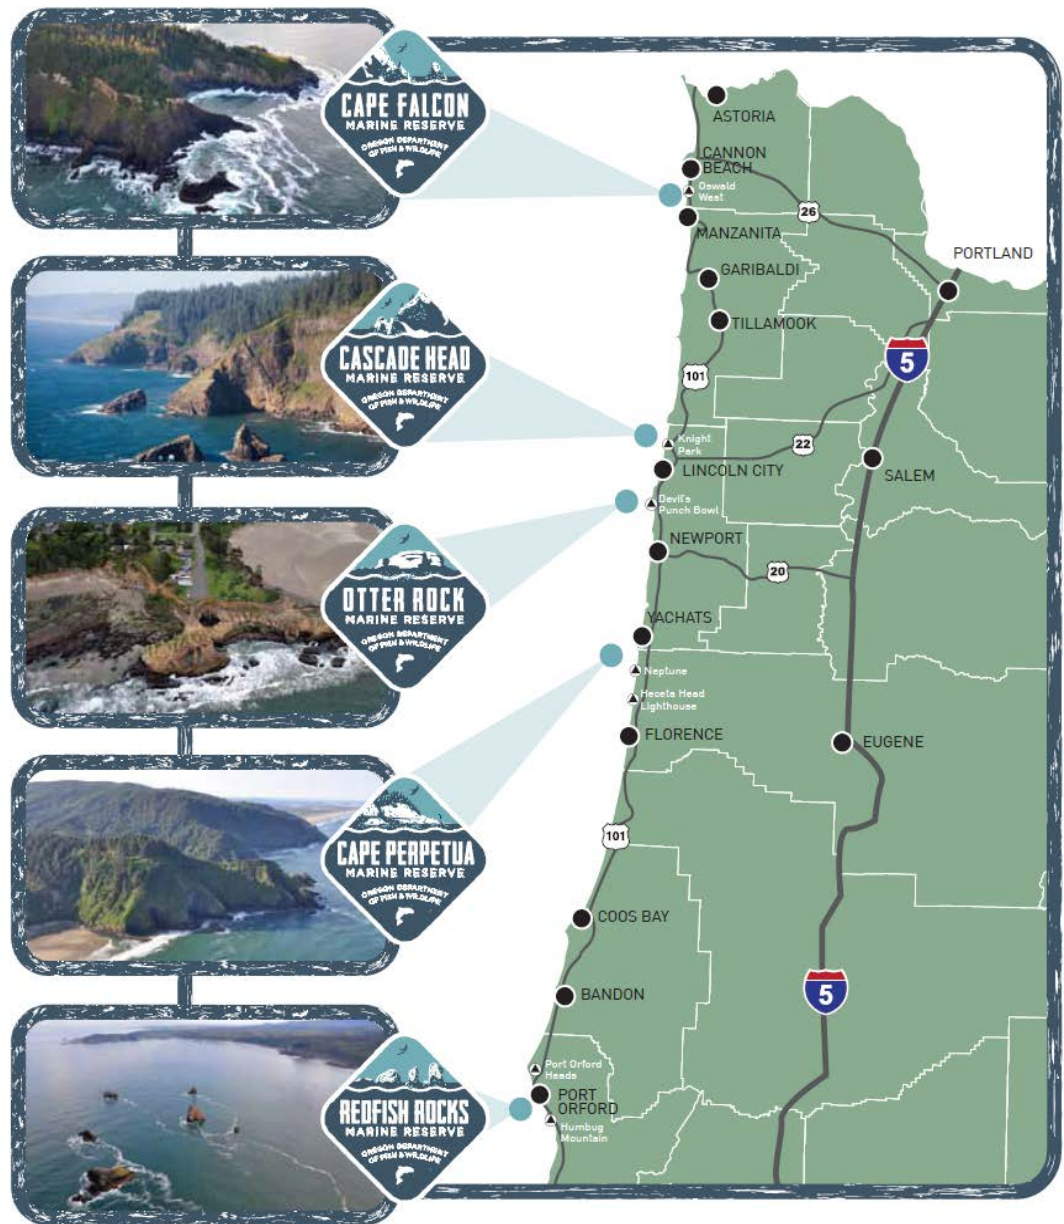 CAPE FALCON
MARINE RESERVE
OREGON DEPARTMENT
OF FISH & WILDLIFE
CASCADE HEAD
MARINE RESERVE
OREGON DEPARTMENT
OF FISH & WILDLIFE
OTTER ROCK
MARINE RESERVE
OREGON DEPARTMENT
OF FISH & WILDLIFE
CAPE PERPETUA
MARINE RESERVE
OREGON DEPARTMENT
OF FISH & WILDLIFE
REDFISH ROCKS
MARINE RESERVE
OREGON DEPARTMENT
OF FISH & WILDLIFE
ASTORIA
CANNON
BEACH
Oswald
West
26
MANZANITA
PORTLAND
GARIBALDI
TILLAMOOK
5
101
Knight
Park
22
LINCOLN CITY
SALEM
Devil's
Punch Bowl
NEWPORT
20
YACHATS
Neptune
Heceta Head
Lighthouse
FLORENCE
EUGENE
101
COOS BAY
BANDON
5
Port Orford
Heads
PORT
ORFORD
Humbug
Mountain